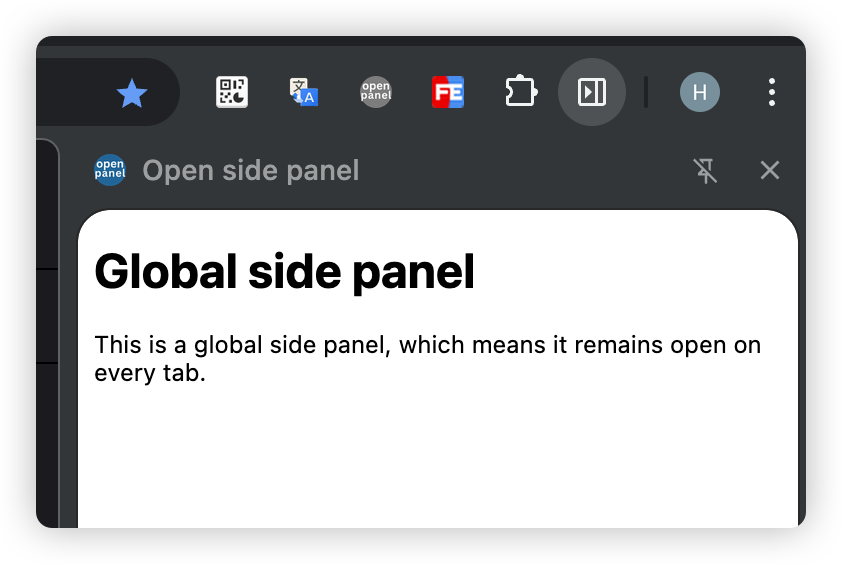 文 A
open
panel
FE
H
open
panel
Open side panel
Global side panel
This is a global side panel, which means it remains open on
every tab.